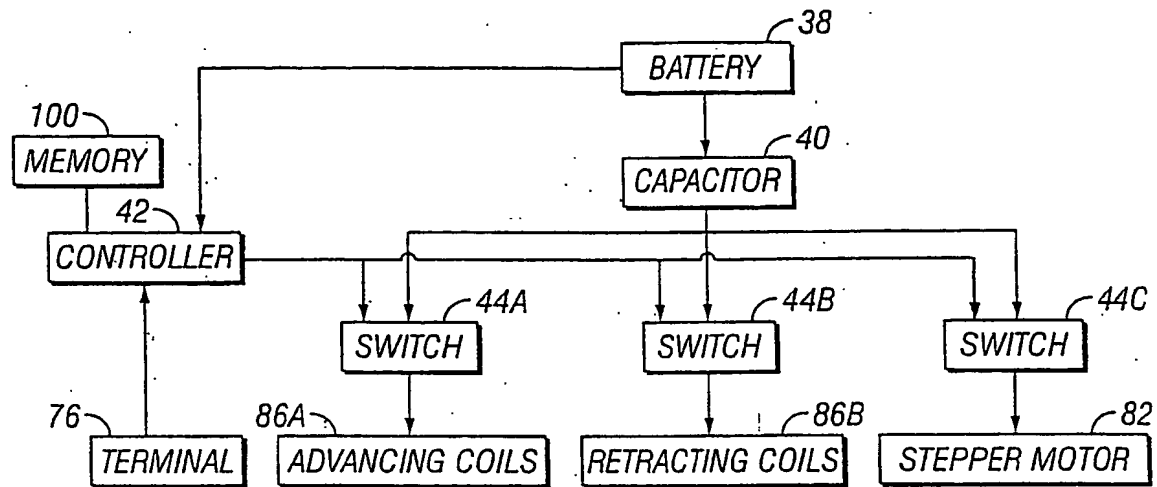 38
BATTERY
100
MEMORY
40
CAPACITOR
42
CONTROLLER
44A
SWITCH
44B
SWITCH
44C
SWITCH
76
TERMINAL
86A
ADVANCING COILS
86B
RETRACTING COILS
82
STEPPER MOTOR